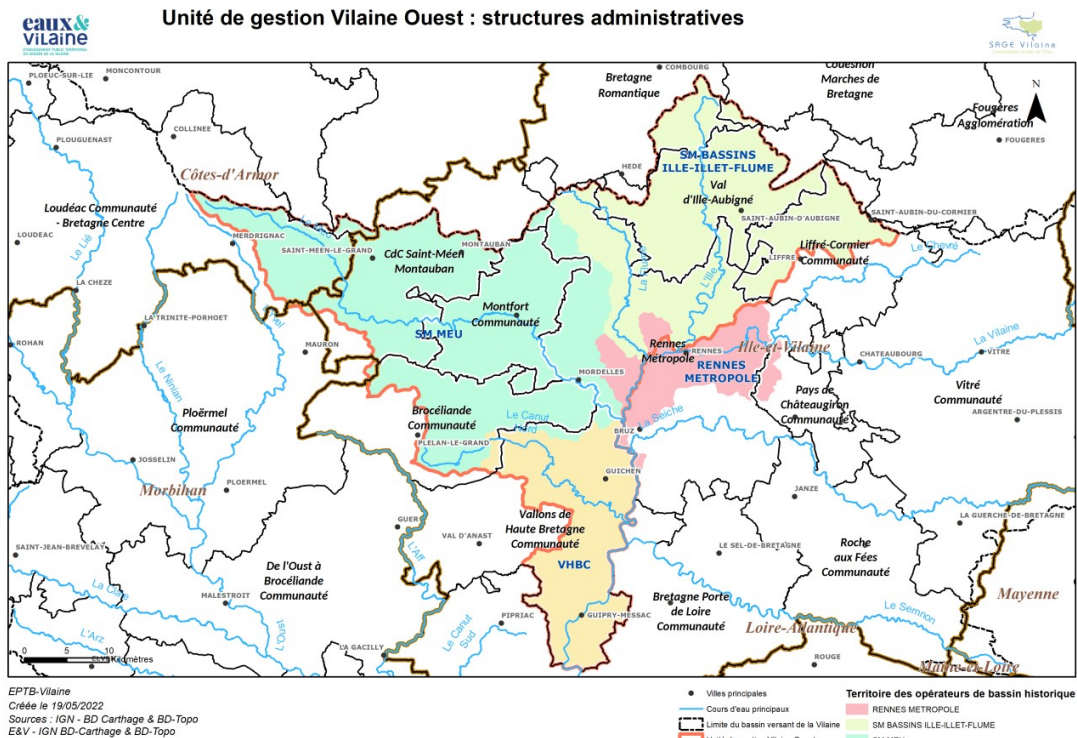 Unité de gestion Vilaine Ouest : structures administratives
eaux&
VILAINE
SAGE Vilaine
PLOEUC-SUR-LIE
MONCONTOUR
COMBOURG
Bretagne
Romantique
Couesnon
Marches de
Bretagne
N
Fougères
Agglomération
FOUGERES
COLLINEE
PLOUGUENAST
HEDE
SM BASSINS
ILLE-ILLET-FLUME
Côtes-d'Armor
Val
d'Ille-Aubigné
Loudéac Communauté
- Bretagne Centre
SAINT-AUBIN-D'AUBIGNE
SAINT-AUBIN-DU-CORMIER
LOUDEAC
Le Lié
MERDRIGNAC
SAINT-MEEN-LE-GRAND
MONTAUBAN
CdC Saint-Méen
Montauban
Liffré-Cormier
Communauté
LIFFRE
Le Chevré
L'Ille
LA CHEZE
LA TRINITE-PORHOET
Montfort
Communauté
SM MEU
ROHAN
MAURON
Rennes
Metropole
RENNES
Ille-et-Vilaine
La Vilaine
VITRE
CHATEAUBOURG
RENNES
METROPOLE
MORDELLES
Le Ninian
Ploërmel
Communauté
Brocéliande
Communauté
Le Canut
Nord
La Seiche
Pays de
Châteaugiron
Communauté
Vitré
Communauté
ARGENTRE-DU-PLESSIS
BRUZ
PLELAN-LE-GRAND
JOSSELIN
GUICHEN
Morbihan
PLOERMEL
JANZE
Vallons de
Haute Bretagne
Communauté
GUER
VAL D'ANAST
LA GUERCHE-DE-BRETAGNE
SAINT-JEAN-BREVELAY
L'Aff
LE SEL-DE-BRETAGNE
Roche
aux Fées
Communauté
De l'Oust à
Brocéliande
Communauté
VHBC
La Claie
MALESTROIT
Bretagne Porte
de Loire
Communauté
Mayenne
Le Semnon
L'Arz
L'Oust
Le Canut
Sud
PIPRIAC
GUIPRY-MESSAC
Loire-Atlantique
LA GACILLY
ROUGE
Maine-et-Loire
0 5 10
Kilomètres
EPTB-Vilaine
Créée le 19/05/2022
Sources : IGN - BD Carthage & BD-Topo
E&V - IGN BD-Carthage & BD-Topo
Villes principales
Cours d'eau principaux
Limite du bassin versant de la Vilaine
Territoire des opérateurs de bassin historique
RENNES METROPOLE
SM BASSINS ILLE-ILLET-FLUME